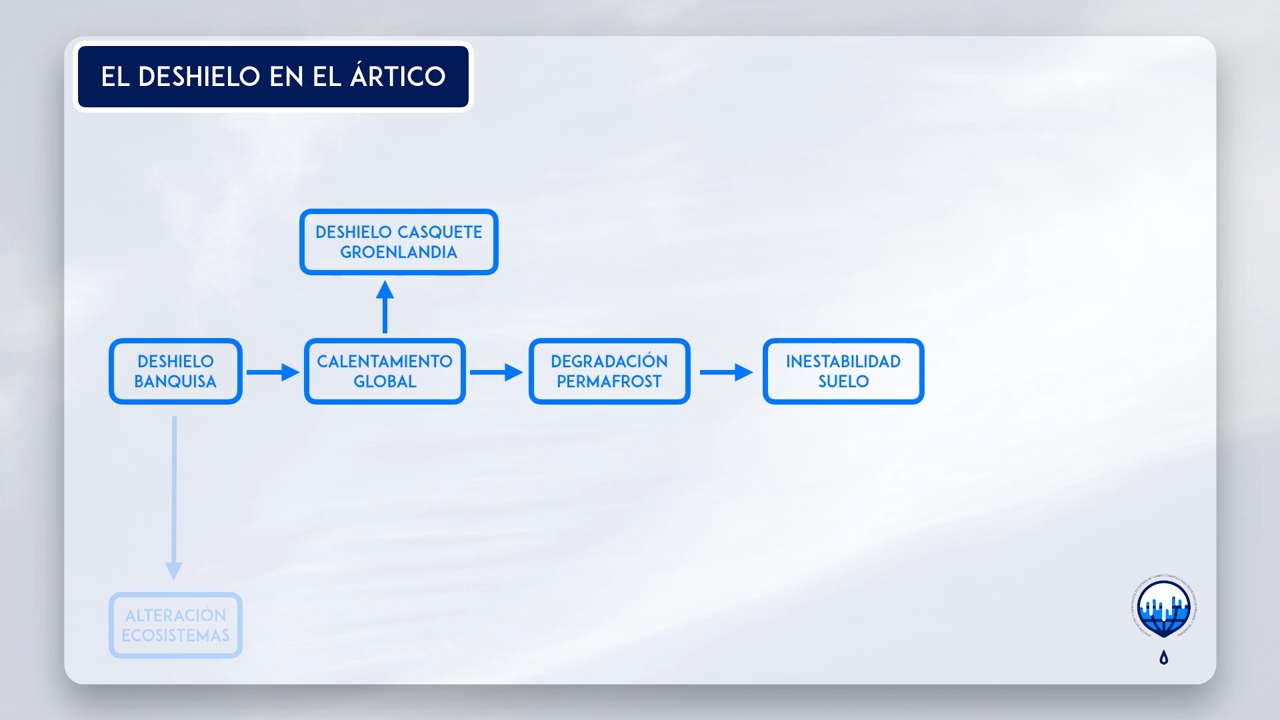 EL DESHIELO EN EL ÁRTICO
DESHIELO CASQUETE
GROENLANDIA
DESHIELO
BANQUISA
CALENTAMIENTO
GLOBAL
DEGRADACIÓN
PERMAFROST
INESTABILIDAD
SUELO
ALTERACIÓN
ECOSISTEMAS